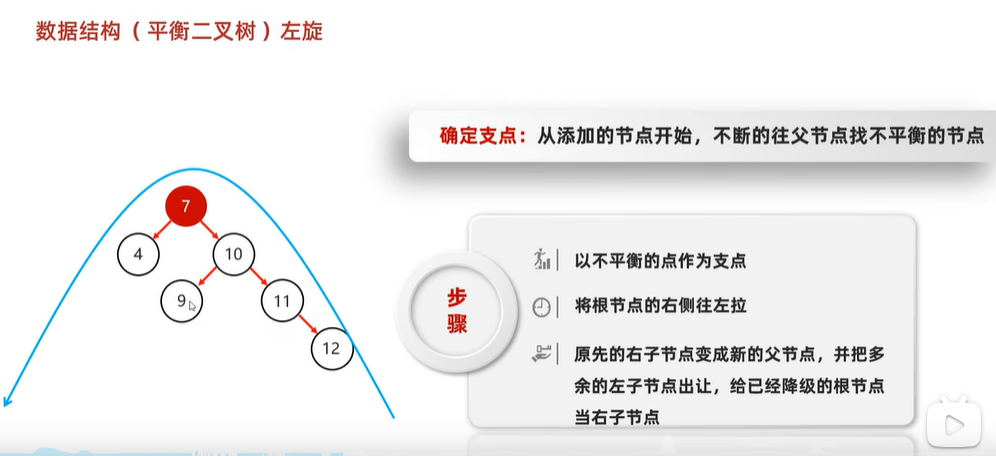 数据结构（平衡二叉树）左旋
确定支点：从添加的节点开始，不断的往父节点找不平衡的节点
7
4
10
9
11
12
步
骤
以不平衡的点作为支点
将根节点的右侧往左拉
原先的右子节点变成新的父节点，并把多
余的左子节点出让，给已经降级的根节点
当右子节点